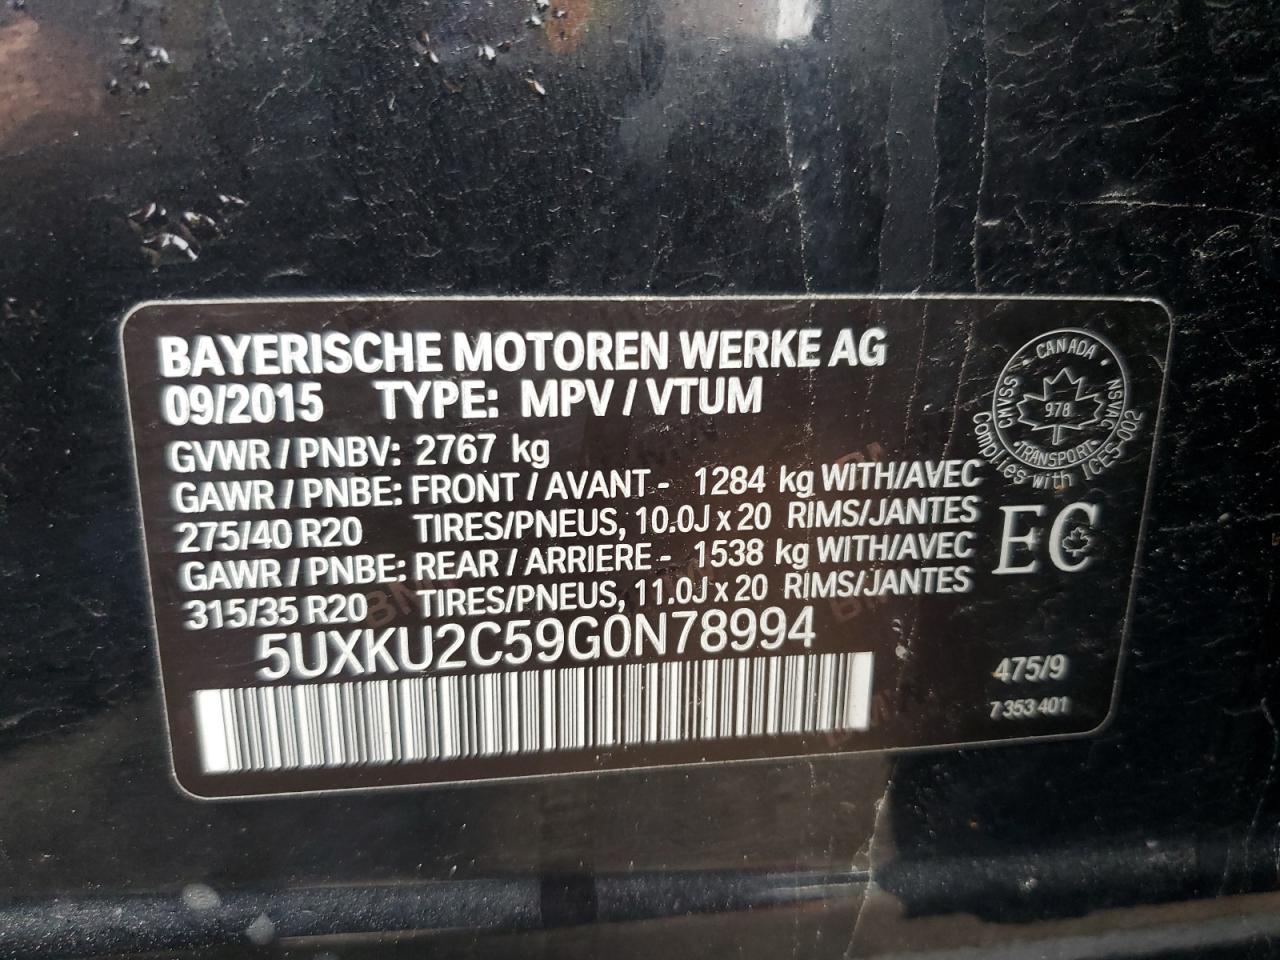 BAYERISCHE MOTOREN WERKE AG
09/2015 TYPE: MPV / VTUM
GVWR / PNBV: 2767 kg
GAWR / PNBE: FRONT / AVANT - 1284 kg WITH/AVEC
275/40 R20 TIRES/PNEUS, 10.0J x 20 RIMS/JANTES
GAWR / PNBE: REAR / ARRIERE - 1538 kg WITH/AVEC
315/35 R20 TIRES/PNEUS, 11.0J x 20 RIMS/JANTES
5UXKU2C59G0N78994
CANADA
CMVSS
NSVAC
978
TRANSPORT
Complies with ICES-002
EC
475/9
7 353 401